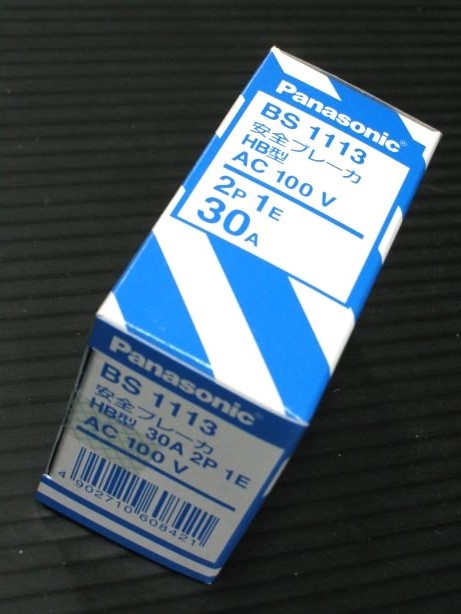 Panasonic®
BS 1113
安全ブレーカ
HB型
AC 100 V
2P 1E
30A
Panasonic®
BS 1113
安全ブレーカ
HB型 30A 2P 1E
AC 100 V
4 902710 608421